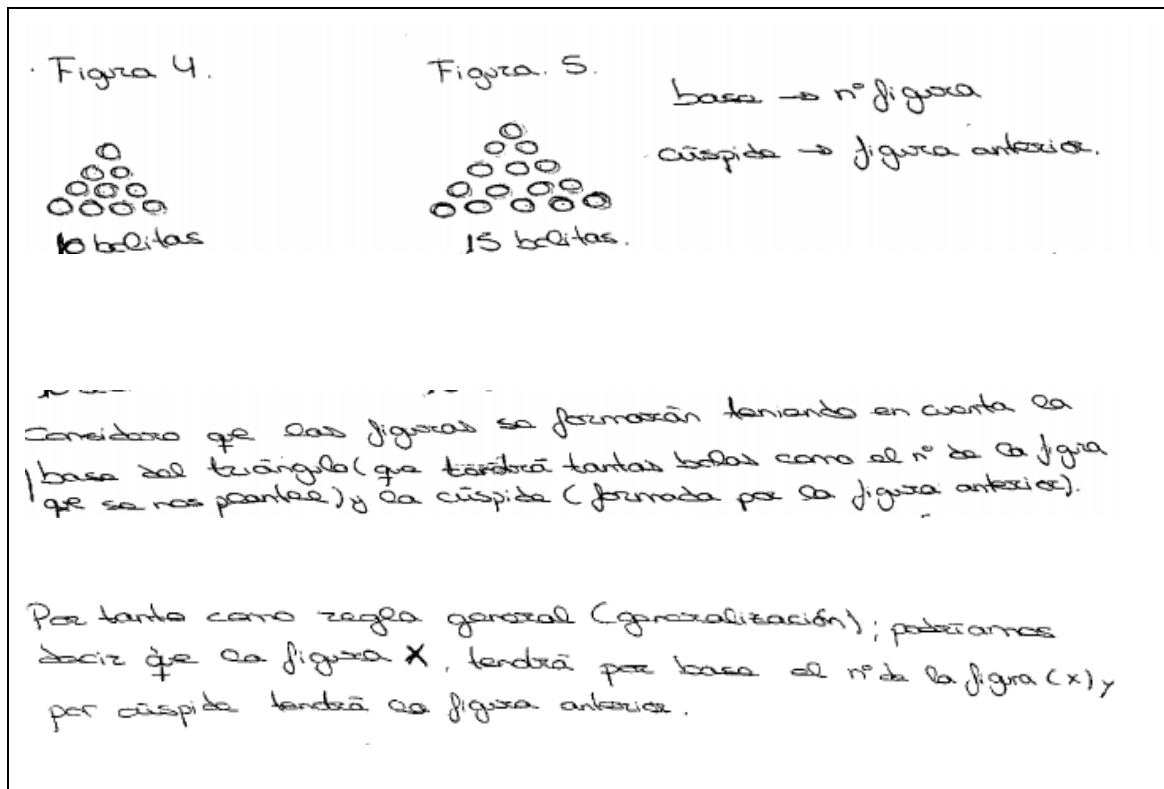 · Figura 4.
Figura. 5.
base → nº figura
cúspide → figura anterior.
10 bolitas
15 bolitas.
Considero que las figuras se formarán teniendo en cuenta la
base del triángulo (que tendrá tantas bolas como el nº de la figra
que se nos plantee) y la cúspide (formada por la figura anterior).
Por tanto como regla general (generalización); podríamos
decir que la figura X, tendrá por base el nº de la figra (x) y
por cúspide tendrá la figura anterior.